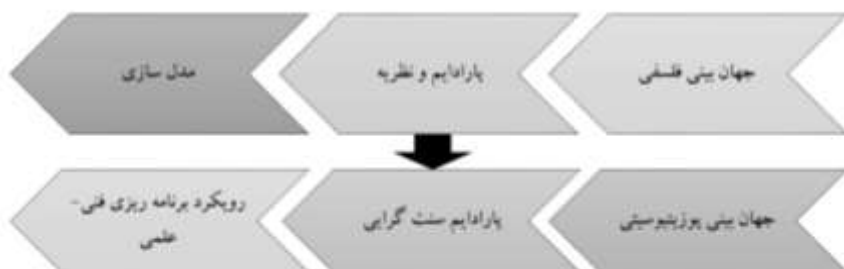 جهان بینی فلسفی
پارادایم و نظریه
مدل سازی
جهان بینی پوزیتیویستی
پارادایم سنت گرایی
رویکرد برنامه ریزی فنی-
علمی